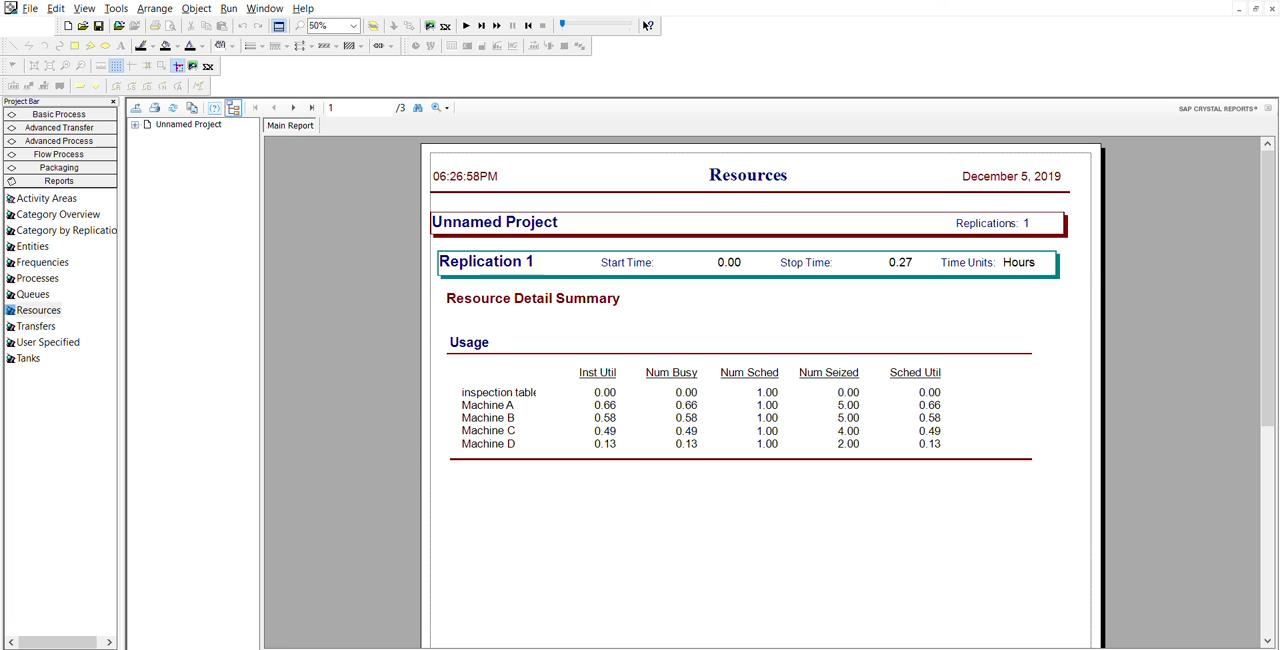 File Edit View Tools Arrange Object Run Window Help
50%
Project Bar
Basic Process
Advanced Transfer
Advanced Process
Flow Process
Packaging
Reports
Activity Areas
Category Overview
Category by Replicatio
Entities
Frequencies
Processes
Queues
Resources
Transfers
User Specified
Tanks
1 /3
SAP CRYSTAL REPORTS®
Unnamed Project
Main Report
06:26:58PM Resources December 5, 2019
Unnamed Project Replications: 1
Replication 1 Start Time: 0.00 Stop Time: 0.27 Time Units: Hours
Resource Detail Summary
Usage
Inst Util Num Busy Num Sched Num Seized Sched Util
inspection table 0.00 0.00 1.00 0.00 0.00
Machine A 0.66 0.66 1.00 5.00 0.66
Machine B 0.58 0.58 1.00 5.00 0.58
Machine C 0.49 0.49 1.00 4.00 0.49
Machine D 0.13 0.13 1.00 2.00 0.13